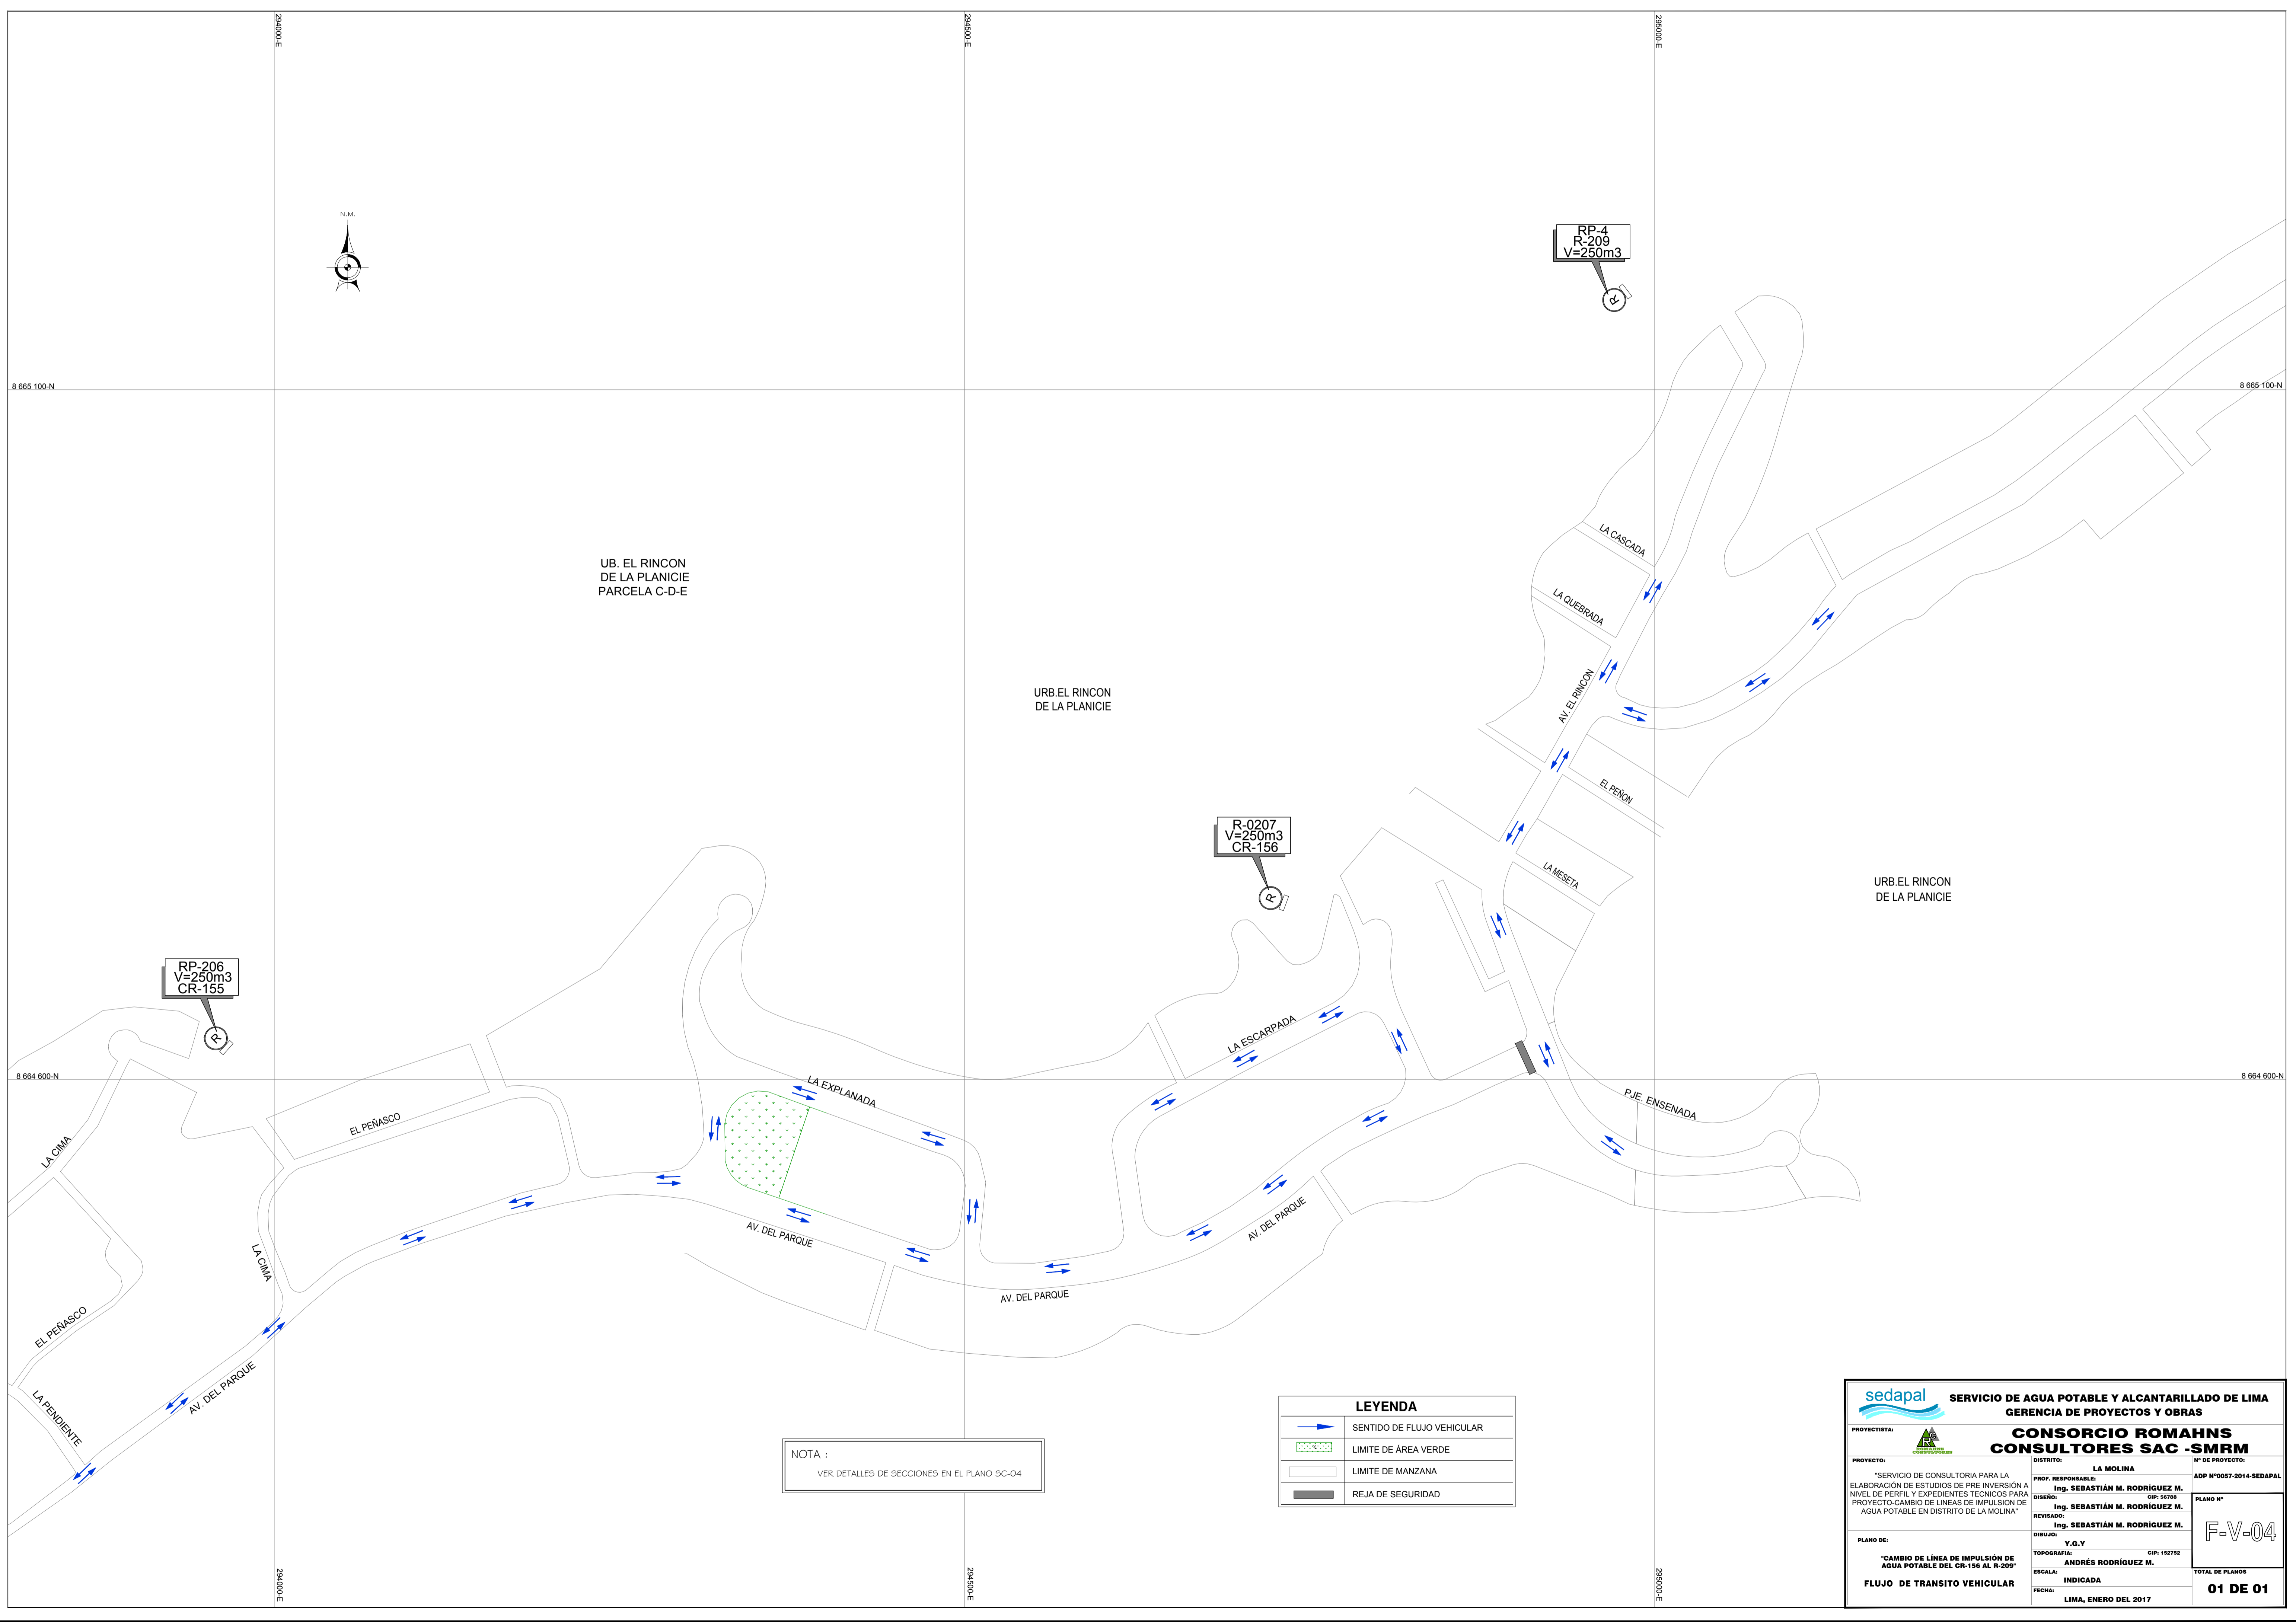 294000-E
294500-E
295000-E
N.M.
RP-4
R-209
V=250m3
R
8 665 100-N
8 665 100-N
LA CASCADA
UB. EL RINCON
DE LA PLANICIE
PARCELA C-D-E
LA QUEBRADA
URB.EL RINCON
DE LA PLANICIE
AV. EL RINCON
EL PEÑON
R-0207
V=250m3
CR-156
R
LA MESETA
URB.EL RINCON
DE LA PLANICIE
RP-206
V=250m3
CR-155
R
LA ESCARPADA
8 664 600-N
8 664 600-N
LA EXPLANADA
PJE. ENSENADA
EL PEÑASCO
LA CIMA
AV. DEL PARQUE
AV. DEL PARQUE
LA CIMA
AV. DEL PARQUE
EL PEÑASCO
AV. DEL PARQUE
LA PENDIENTE
NOTA :
VER DETALLES DE SECCIONES EN EL PLANO SC-04
LEYENDA
SENTIDO DE FLUJO VEHICULAR
LIMITE DE ÁREA VERDE
LIMITE DE MANZANA
REJA DE SEGURIDAD
294000-E
294500-E
295000-E
sedapal
SERVICIO DE AGUA POTABLE Y ALCANTARILLADO DE LIMA
GERENCIA DE PROYECTOS Y OBRAS
PROYECTISTA:
ROMAHNS
CONSULTORES
CONSORCIO ROMAHNS
CONSULTORES SAC -SMRM
PROYECTO:
"SERVICIO DE CONSULTORIA PARA LA
ELABORACIÓN DE ESTUDIOS DE PRE INVERSIÓN A
NIVEL DE PERFIL Y EXPEDIENTES TECNICOS PARA
PROYECTO-CAMBIO DE LINEAS DE IMPULSION DE
AGUA POTABLE EN DISTRITO DE LA MOLINA"
PLANO DE:
"CAMBIO DE LÍNEA DE IMPULSIÓN DE
AGUA POTABLE DEL CR-156 AL R-209"
FLUJO DE TRANSITO VEHICULAR
DISTRITO:
LA MOLINA
PROF. RESPONSABLE:
Ing. SEBASTIÁN M. RODRÍGUEZ M.
DISEÑO: CIP: 56788
Ing. SEBASTIÁN M. RODRÍGUEZ M.
REVISADO:
Ing. SEBASTIÁN M. RODRÍGUEZ M.
DIBUJO:
Y.G.Y
TOPOGRAFIA: CIP: 152752
ANDRÉS RODRÍGUEZ M.
ESCALA:
INDICADA
FECHA:
LIMA, ENERO DEL 2017
Nº DE PROYECTO:
ADP Nº0057-2014-SEDAPAL
PLANO Nº
F-V-04
TOTAL DE PLANOS
01 DE 01